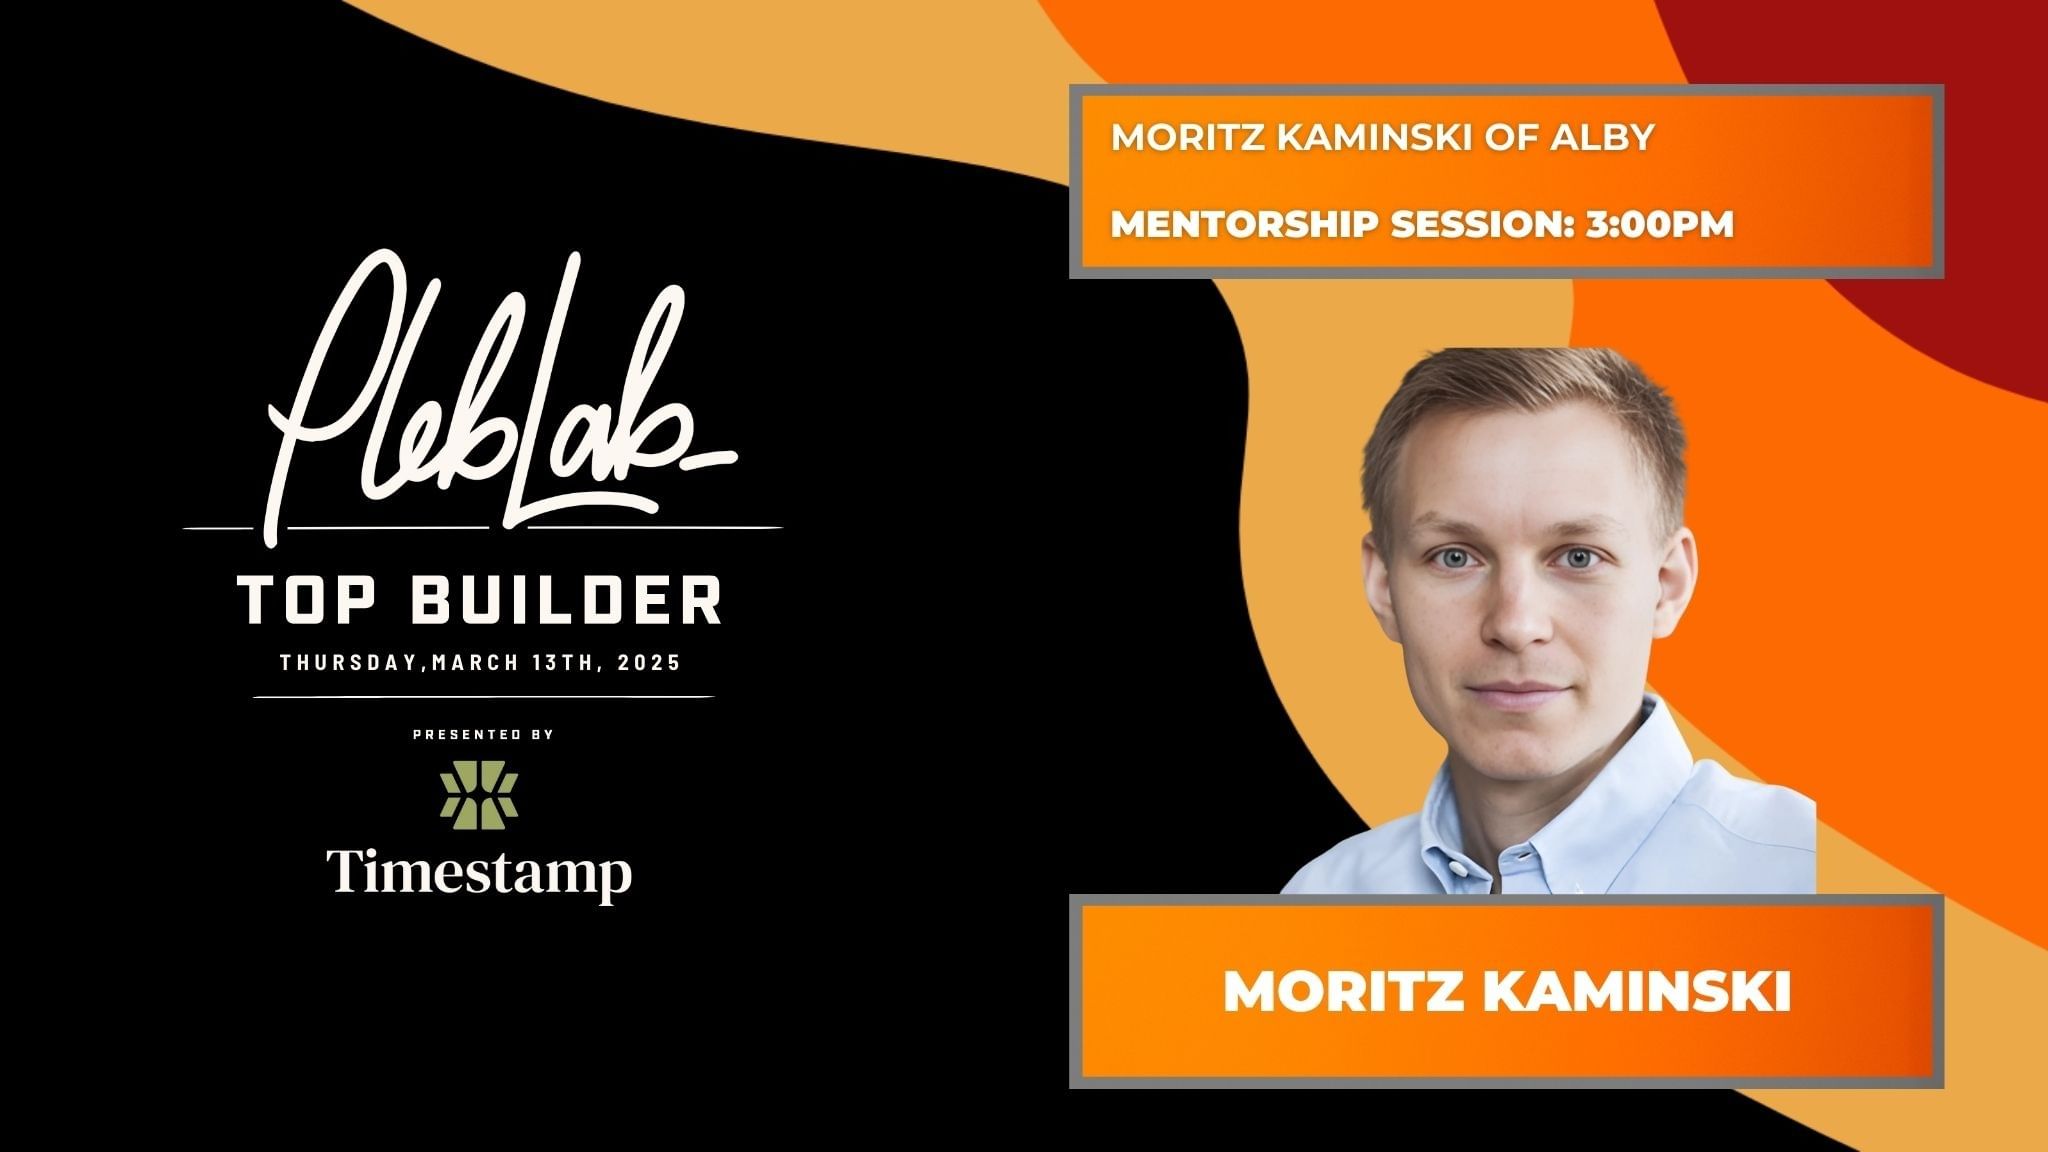 PlebLab
TOP BUILDER
THURSDAY,MARCH 13TH, 2025
PRESENTED BY
Timestamp
MORITZ KAMINSKI OF ALBY
MENTORSHIP SESSION: 3:00PM
MORITZ KAMINSKI